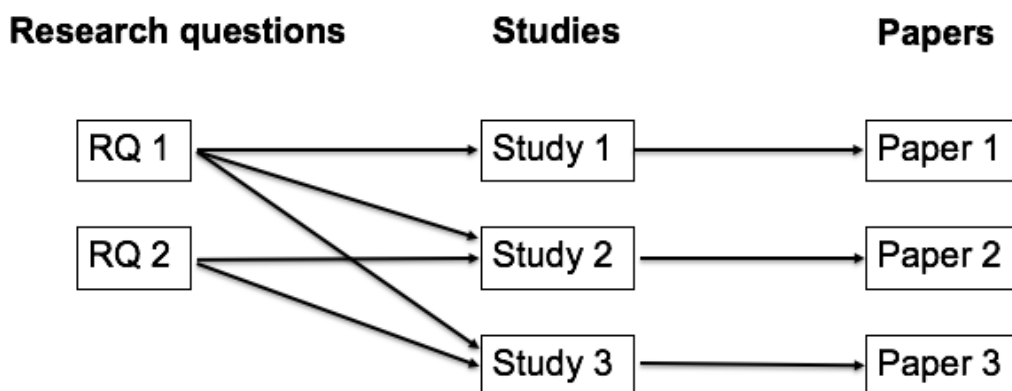 Research questions Studies Papers
RQ 1 Study 1 Paper 1
RQ 2 Study 2 Paper 2
Study 3 Paper 3